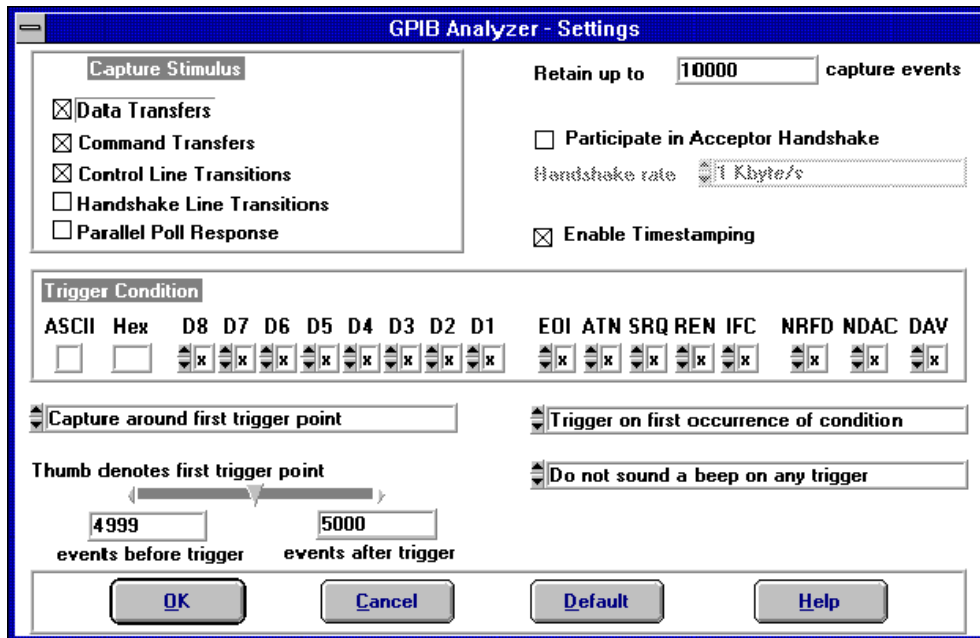 GPIB Analyzer - Settings
Capture Stimulus
Data Transfers
Command Transfers
Control Line Transitions
Handshake Line Transitions
Parallel Poll Response
Retain up to 10000 capture events
Participate in Acceptor Handshake
Handshake rate 1 Kbyte/s
Enable Timestamping
Trigger Condition
ASCII Hex D8 D7 D6 D5 D4 D3 D2 D1 EOI ATN SRQ REN IFC NRFD NDAC DAV
x x x x x x x x x x x x x x x x
Capture around first trigger point
Trigger on first occurrence of condition
Thumb denotes first trigger point
Do not sound a beep on any trigger
4999 5000
events before trigger events after trigger
OK Cancel Default Help